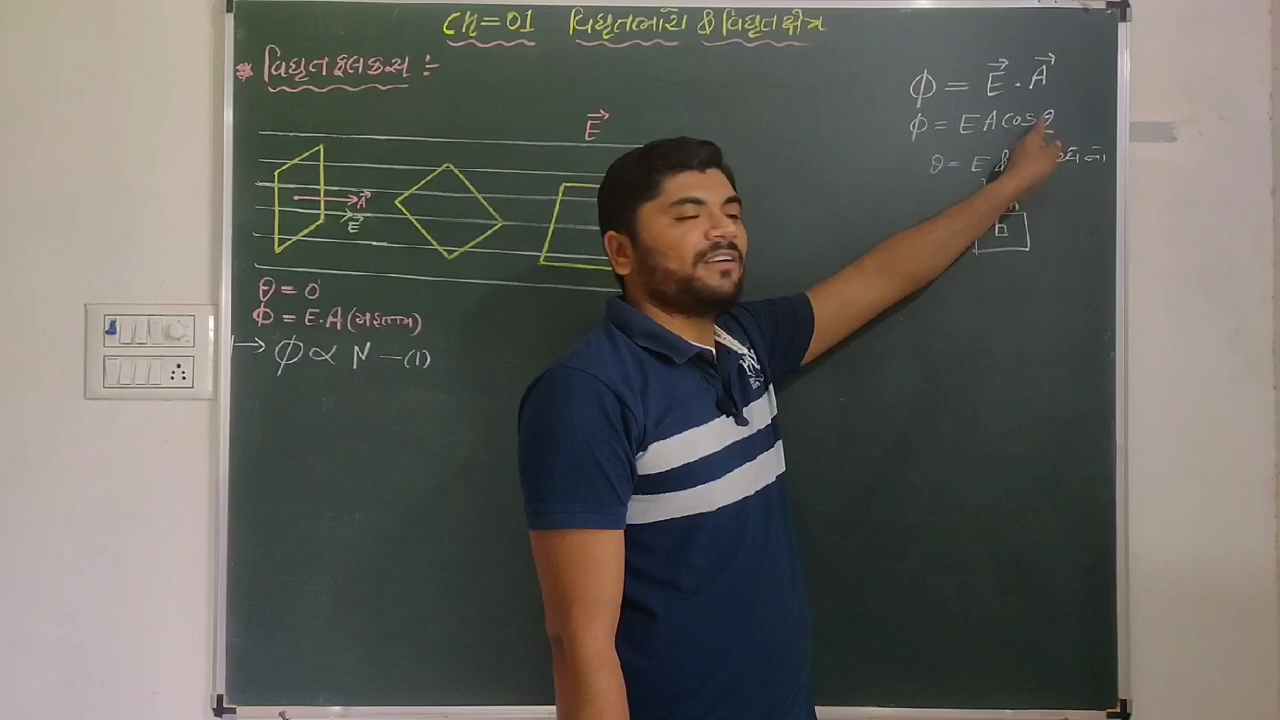 Ch = 01 વિદ્યુતભારો & વિદ્યુતક્ષેત્ર
* વિદ્યુત ફ્લક્સ :-
E⃗
A⃗
E⃗
θ = 0°
Φ = E.A (મહત્તમ)
↦ Φ ∝ N — (1)
Φ = E⃗ · A⃗
Φ = E A cos θ
θ = E &